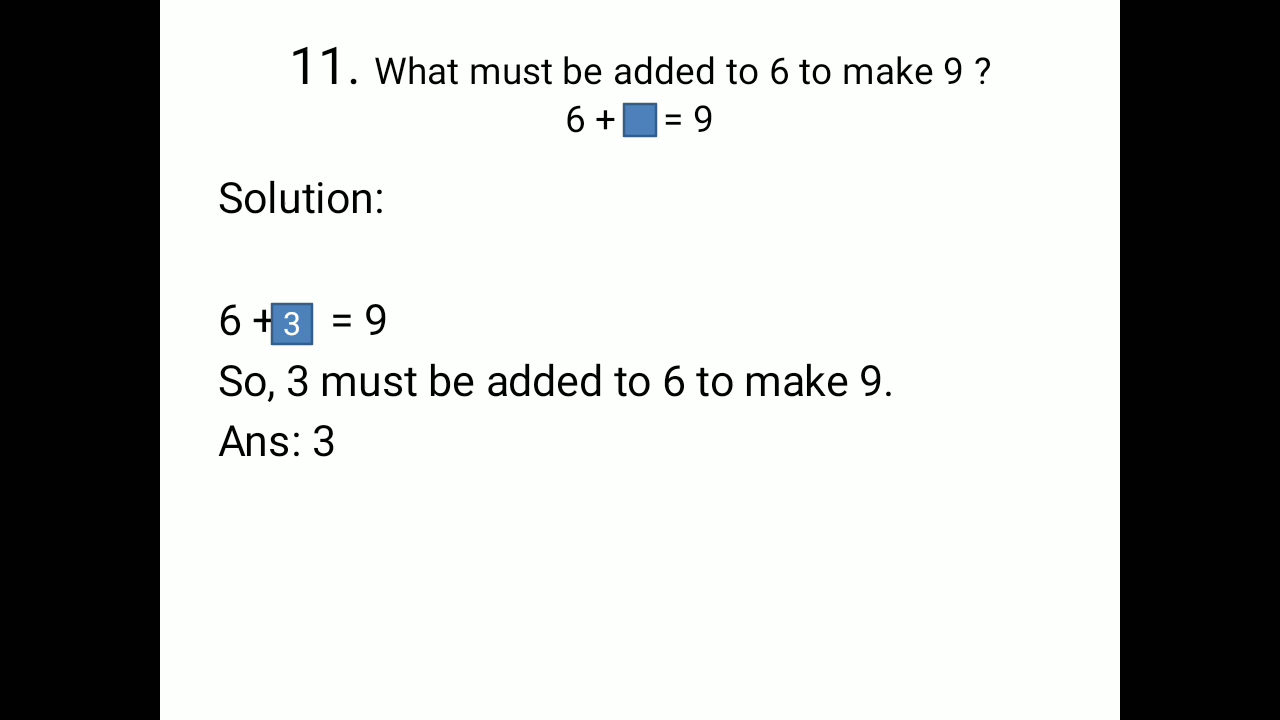 11. What must be added to 6 to make 9 ?
6 + = 9
Solution:
6 + 3 = 9
So, 3 must be added to 6 to make 9.
Ans: 3